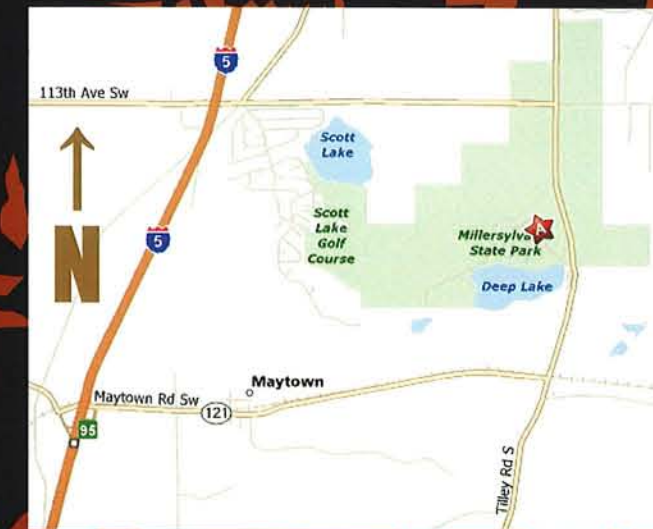 5
113th Ave Sw
Scott
Lake
N
5
Scott
Lake
Golf
Course
A
Millersylva
State Park
Deep Lake
Maytown
Maytown Rd Sw
121
95
Tilley Rd S